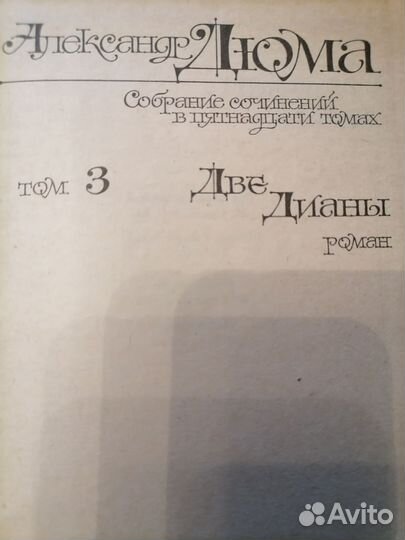 Александр Дюма
Собрание сочинений
в пятнадцати томах
том 3
Две
Дианы
роман
Avito